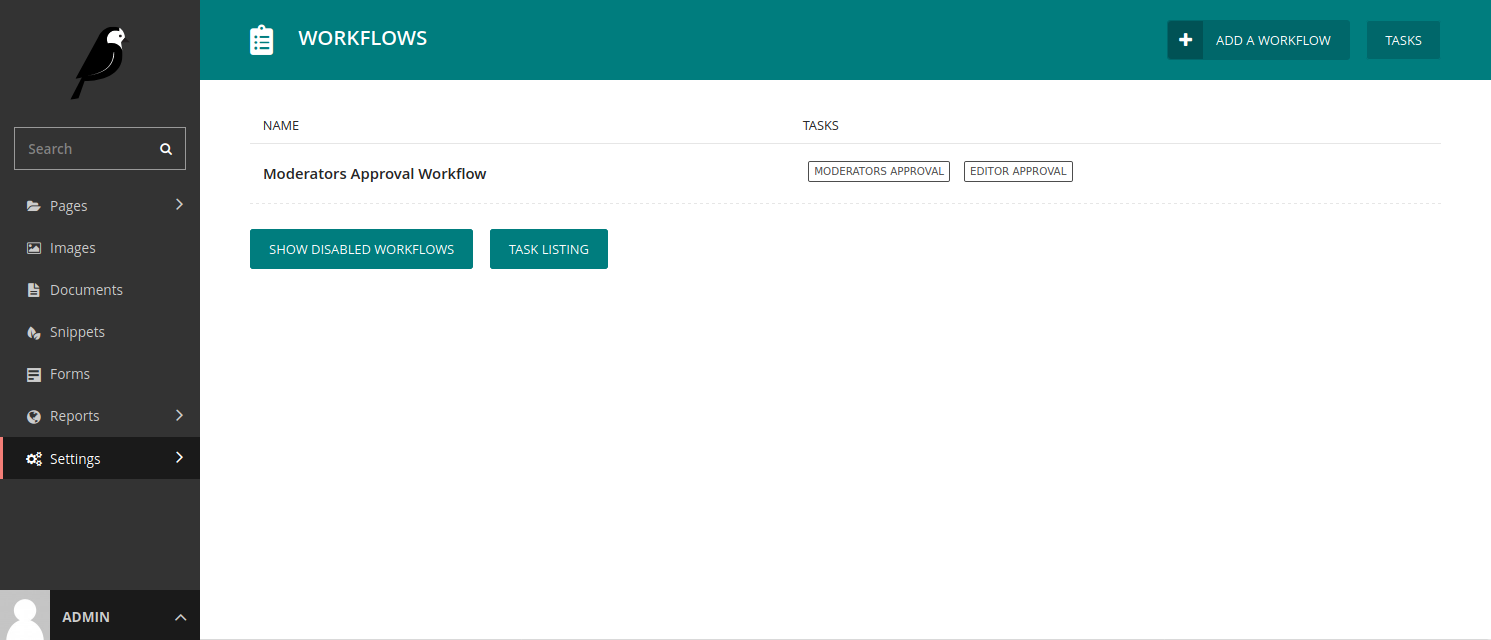 WORKFLOWS
ADD A WORKFLOW
TASKS
Search
Pages
Images
Documents
Snippets
Forms
Reports
Settings
ADMIN
NAME TASKS
Moderators Approval Workflow MODERATORS APPROVAL EDITOR APPROVAL
SHOW DISABLED WORKFLOWS TASK LISTING